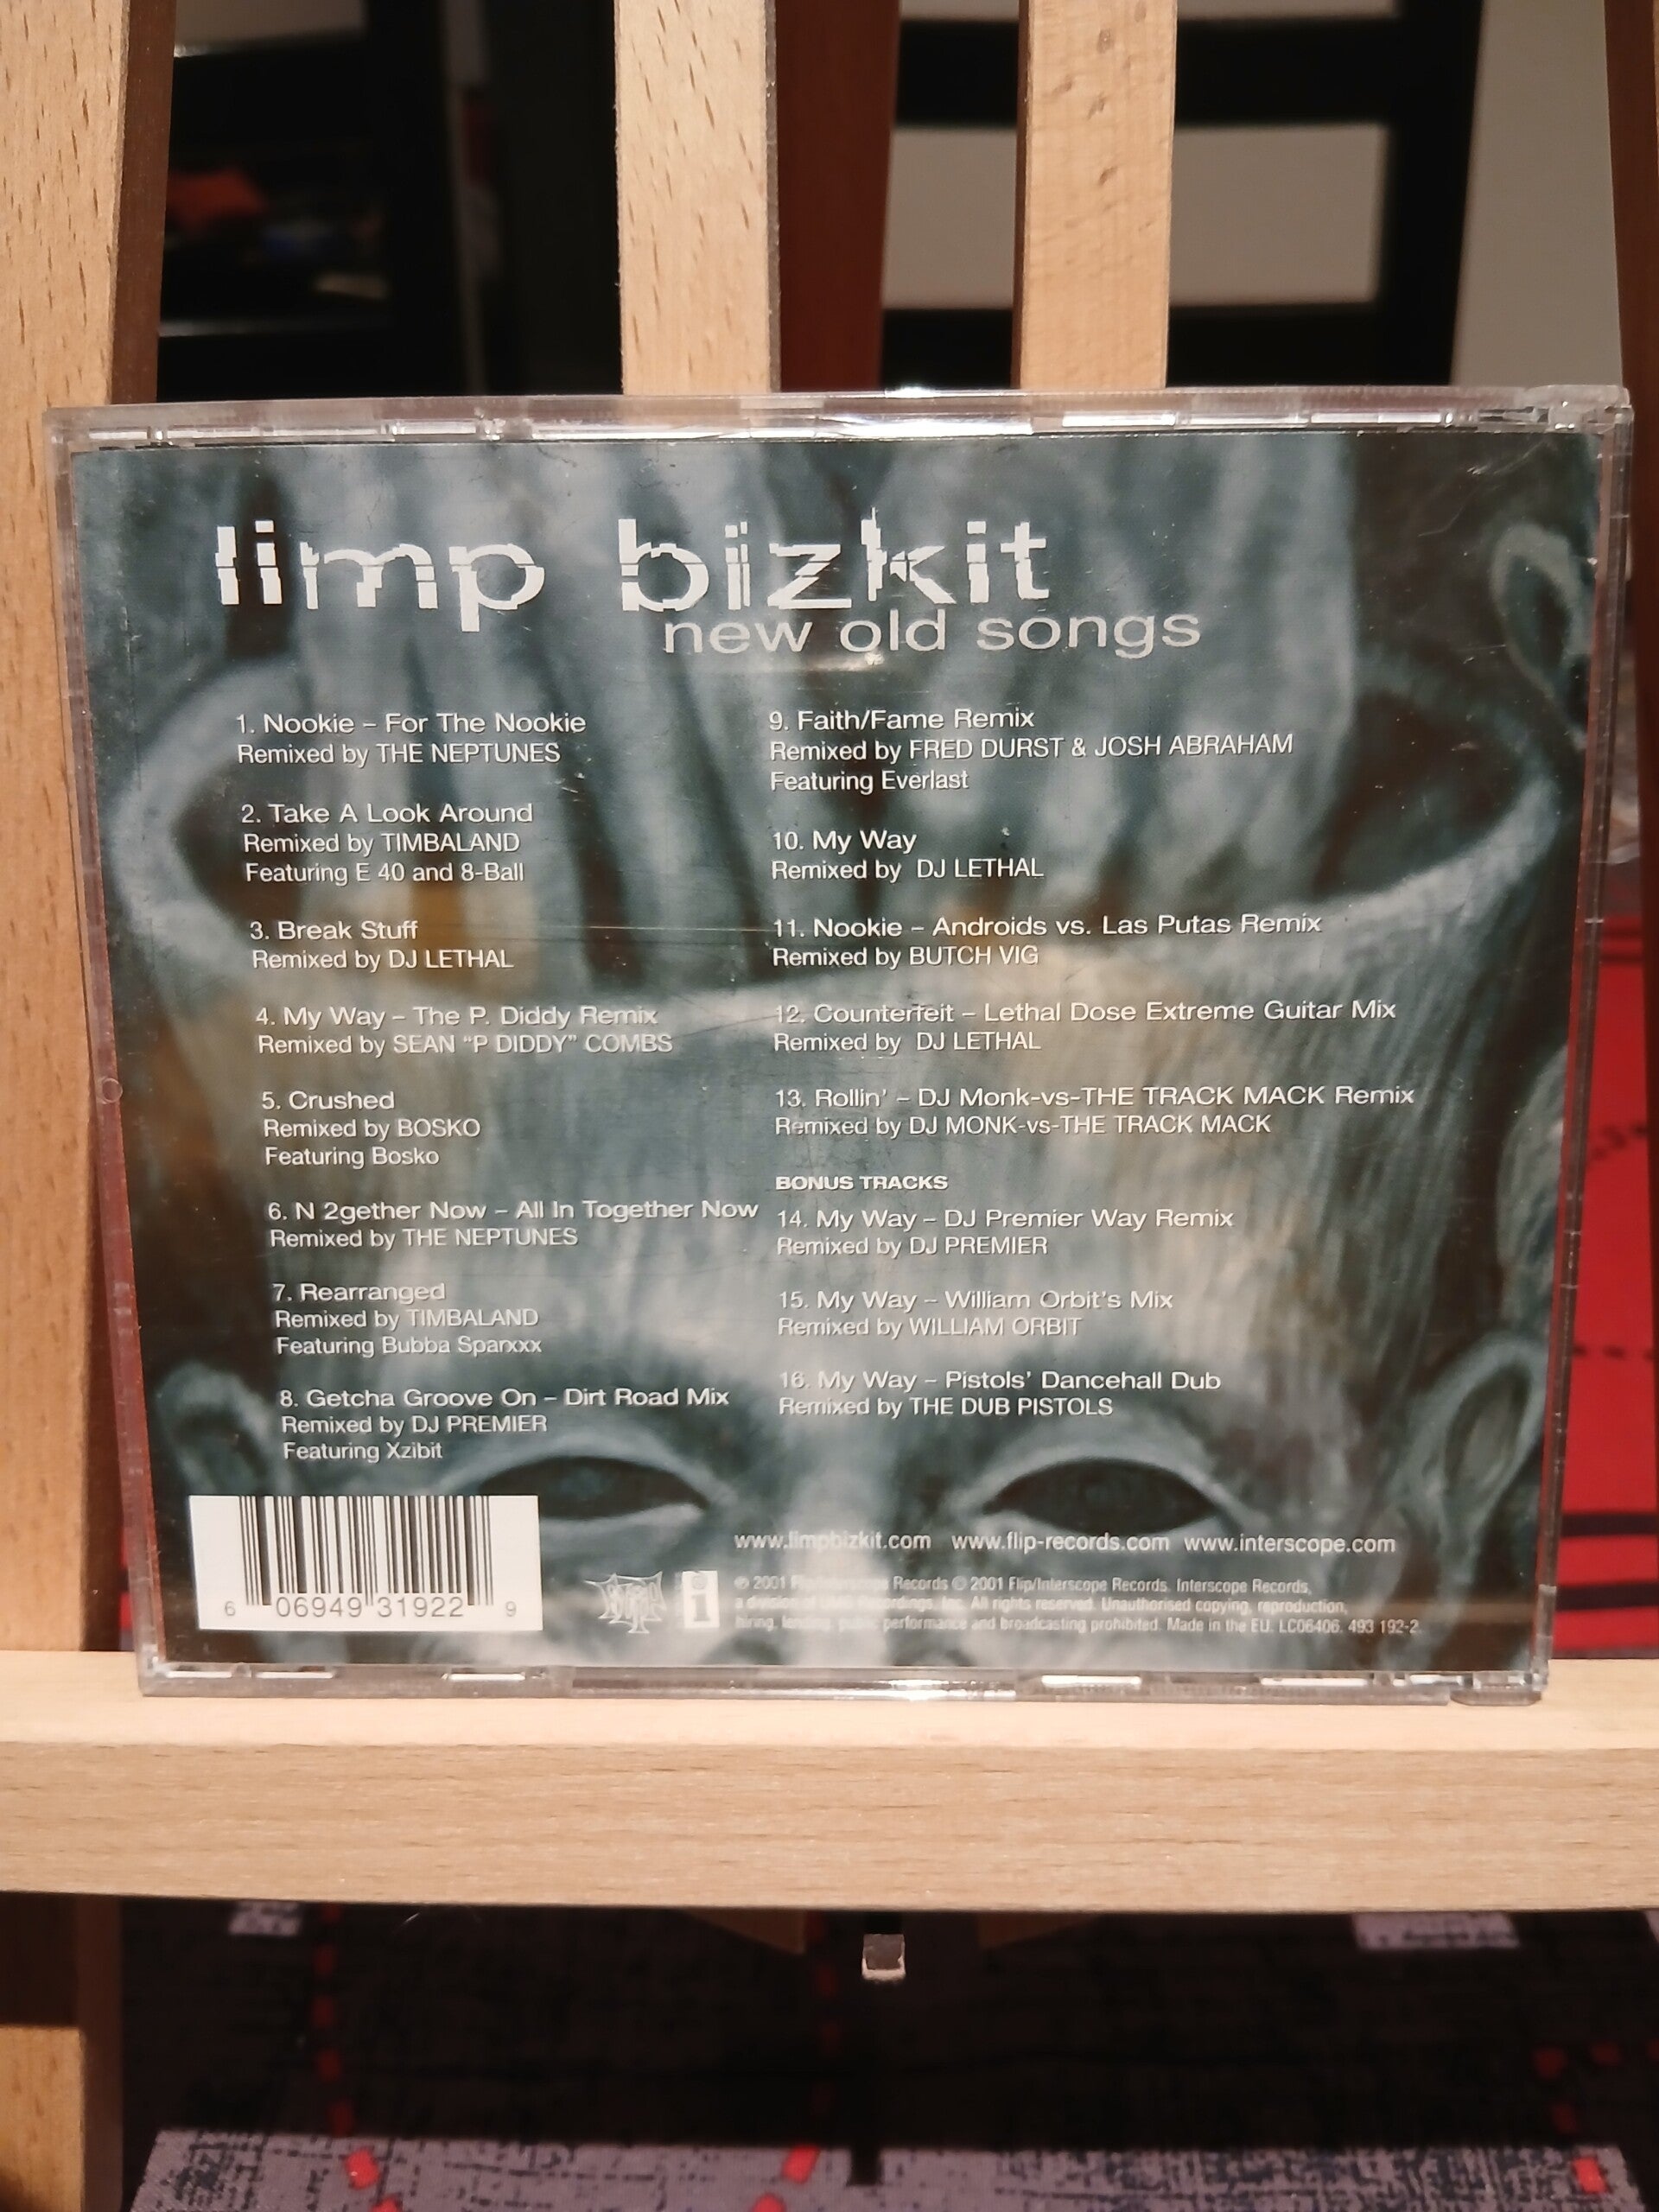 limp bizkit
new old songs
1. Nookie – For The Nookie
Remixed by THE NEPTUNES
2. Take A Look Around
Remixed by TIMBALAND
Featuring E 40 and 8-Ball
3. Break Stuff
Remixed by DJ LETHAL
4. My Way – The P. Diddy Remix
Remixed by SEAN “P DIDDY” COMBS
5. Crushed
Remixed by BOSKO
Featuring Bosko
6. N 2gether Now – All In Together Now
Remixed by THE NEPTUNES
7. Rearranged
Remixed by TIMBALAND
Featuring Bubba Sparxxx
8. Getcha Groove On – Dirt Road Mix
Remixed by DJ PREMIER
Featuring Xzibit
9. Faith/Fame Remix
Remixed by FRED DURST & JOSH ABRAHAM
Featuring Everlast
10. My Way
Remixed by DJ LETHAL
11. Nookie – Androids vs. Las Putas Remix
Remixed by BUTCH VIG
12. Counterfeit – Lethal Dose Extreme Guitar Mix
Remixed by DJ LETHAL
13. Rollin’ – DJ Monk-vs-THE TRACK MACK Remix
Remixed by DJ MONK-vs-THE TRACK MACK
BONUS TRACKS
14. My Way – DJ Premier Way Remix
Remixed by DJ PREMIER
15. My Way – William Orbit’s Mix
Remixed by WILLIAM ORBIT
16. My Way – Pistols’ Dancehall Dub
Remixed by THE DUB PISTOLS
6 06949 31922 9
www.limpbizkit.com www.flip-records.com www.interscope.com
i
℗ 2001 Flip/Interscope Records © 2001 Flip/Interscope Records. Interscope Records,
a division of Recordings, Inc. All rights reserved. Unauthorised copying, reproduction,
hiring, lending, public performance and broadcasting prohibited. Made in the EU. LC06406. 493 192-2